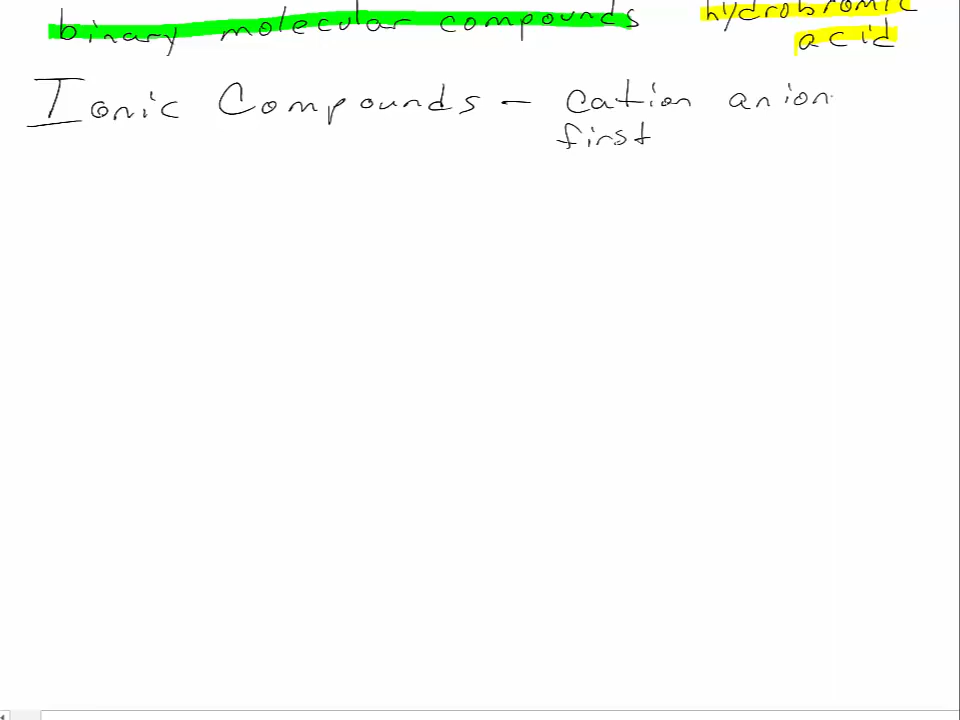 binary molecular compounds hydrobromic
acid
Ionic Compounds – cation anion
first